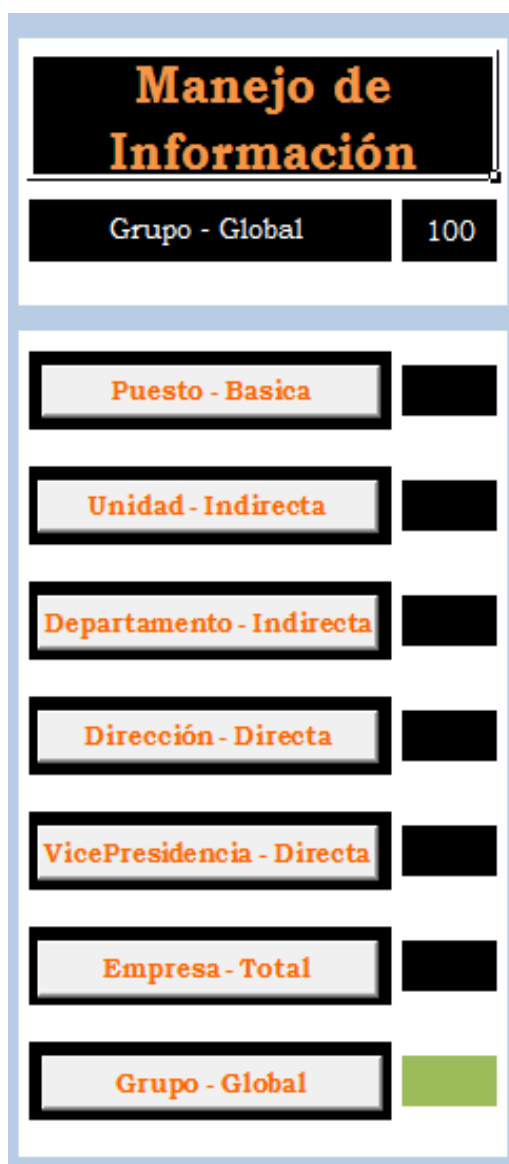 Manejo de
Información
Grupo - Global 100
Puesto - Basica
Unidad - Indirecta
Departamento - Indirecta
Dirección - Directa
VicePresidencia - Directa
Empresa - Total
Grupo - Global